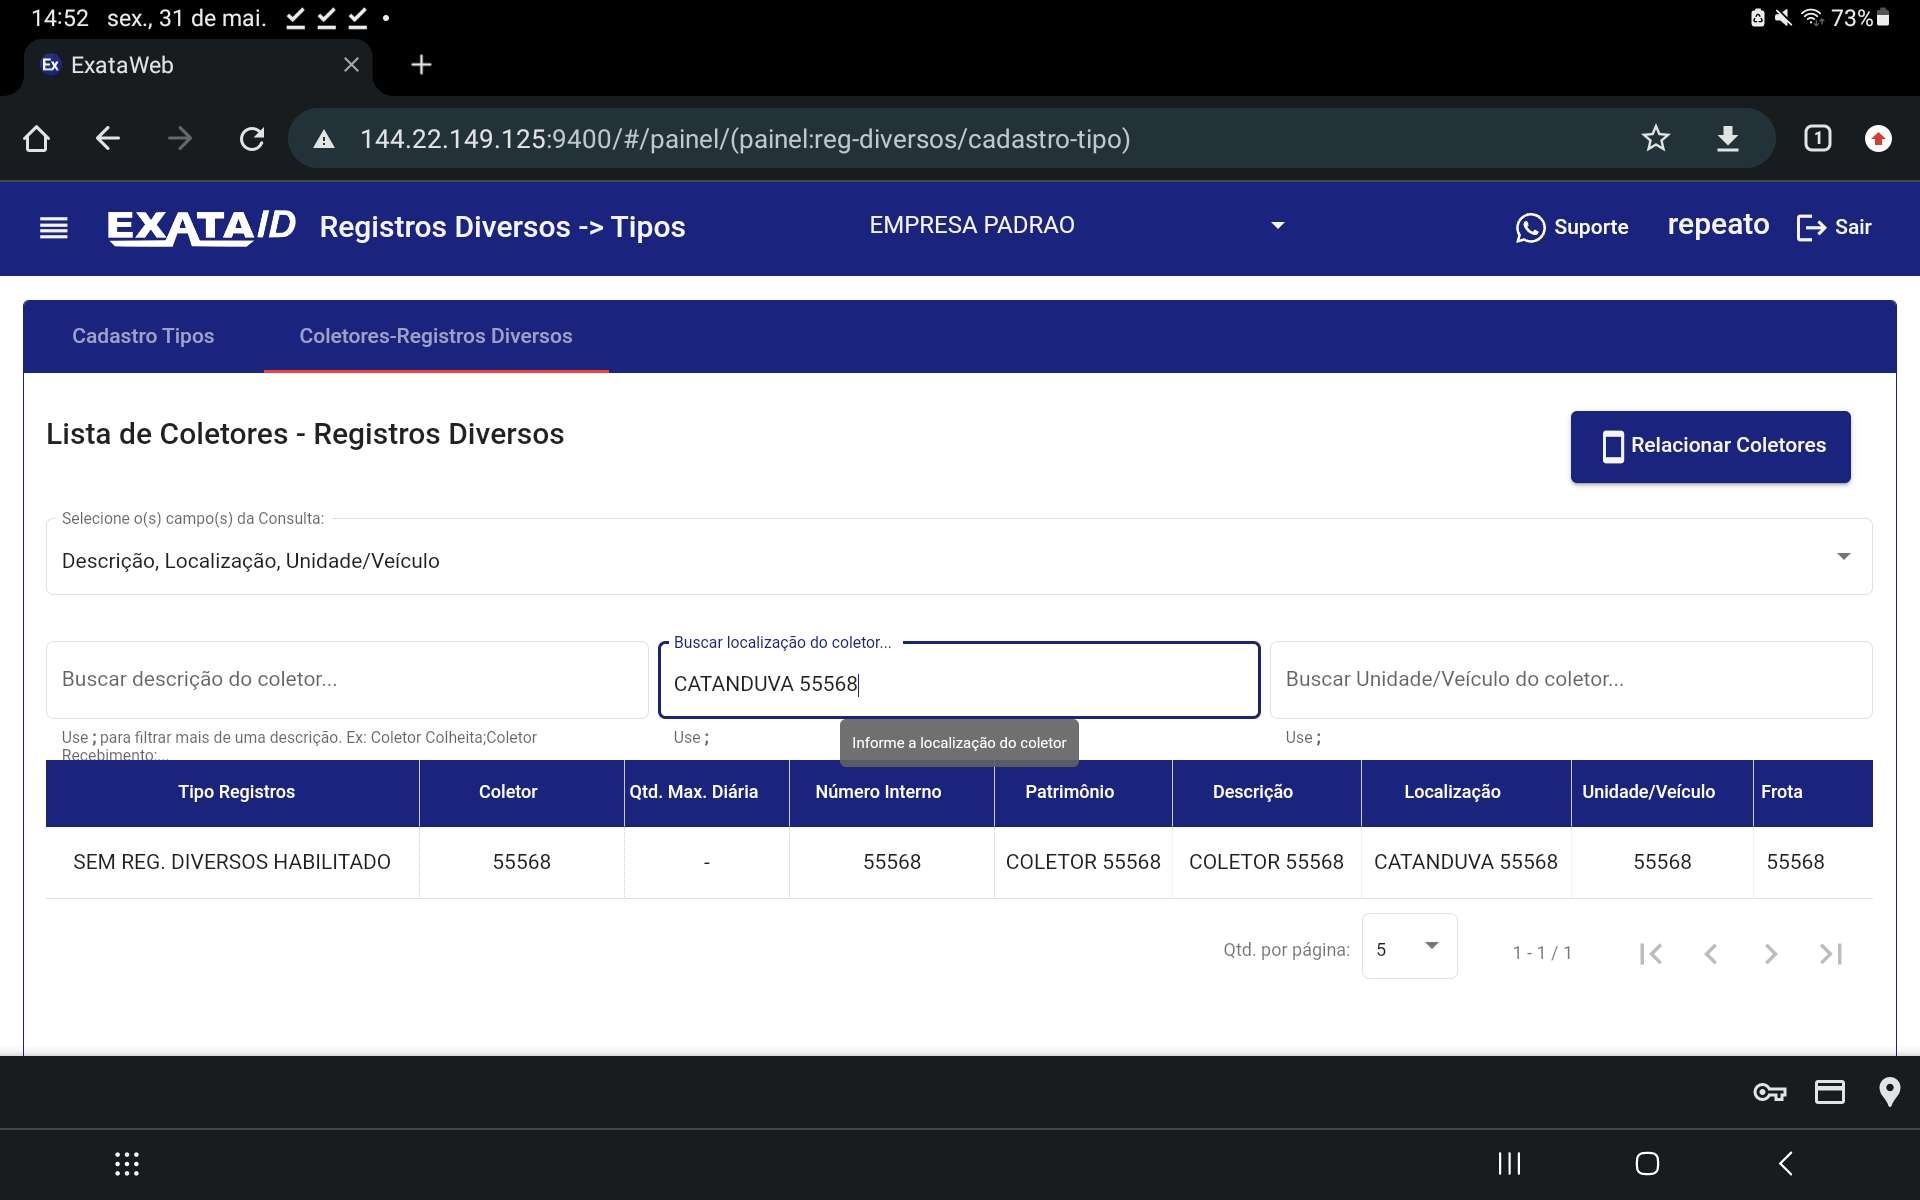 14:52 sex., 31 de mai. 73%
Ex ExataWeb
144.22.149.125:9400/#/painel/(painel:reg-diversos/cadastro-tipo) 1
EXATAID Registros Diversos -> Tipos EMPRESA PADRAO Suporte repeato Sair
Cadastro Tipos Coletores-Registros Diversos
Lista de Coletores - Registros Diversos Relacionar Coletores
Selecione o(s) campo(s) da Consulta:
Descrição, Localização, Unidade/Veículo
Buscar localização do coletor...
Buscar descrição do coletor... CATANDUVA 55568 Buscar Unidade/Veículo do coletor...
Use ; para filtrar mais de uma descrição. Ex: Coletor Colheita;Coletor Use ; Informe a localização do coletor Use ;
Recebimento;...
Tipo Registros Coletor Qtd. Max. Diária Número Interno Patrimônio Descrição Localização Unidade/Veículo Frota
SEM REG. DIVERSOS HABILITADO 55568 - 55568 COLETOR 55568 COLETOR 55568 CATANDUVA 55568 55568 55568
Qtd. por página: 5 1 - 1 / 1